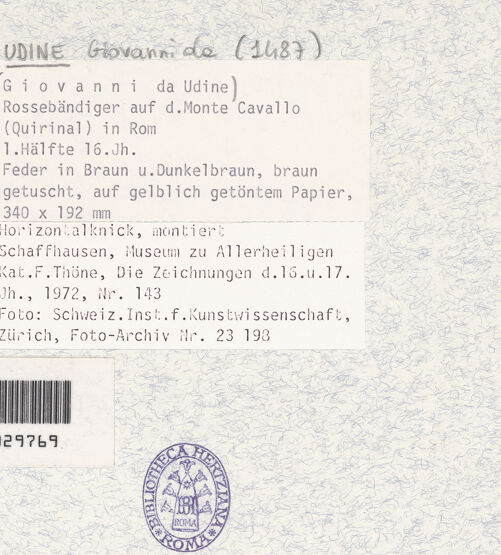 UDINE Giovanni da (1487)
(Giovanni da Udine)
Rossebändiger auf d.Monte Cavallo
(Quirinal) in Rom
1.Hälfte 16.Jh.
Feder in Braun u.Dunkelbraun, braun
getuscht, auf gelblich getöntem Papier,
340 x 192 mm
Horizontalknick, montiert
Schaffhausen, Museum zu Allerheiligen
Kat.F.Thöne, Die Zeichnungen d.16.u.17.
Jh., 1972, Nr. 143
Foto: Schweiz.Inst.f.Kunstwissenschaft,
Zürich, Foto-Archiv Nr. 23 198
029769
BIBLIOTHECA HERTZIANA
ROMA
ROMA